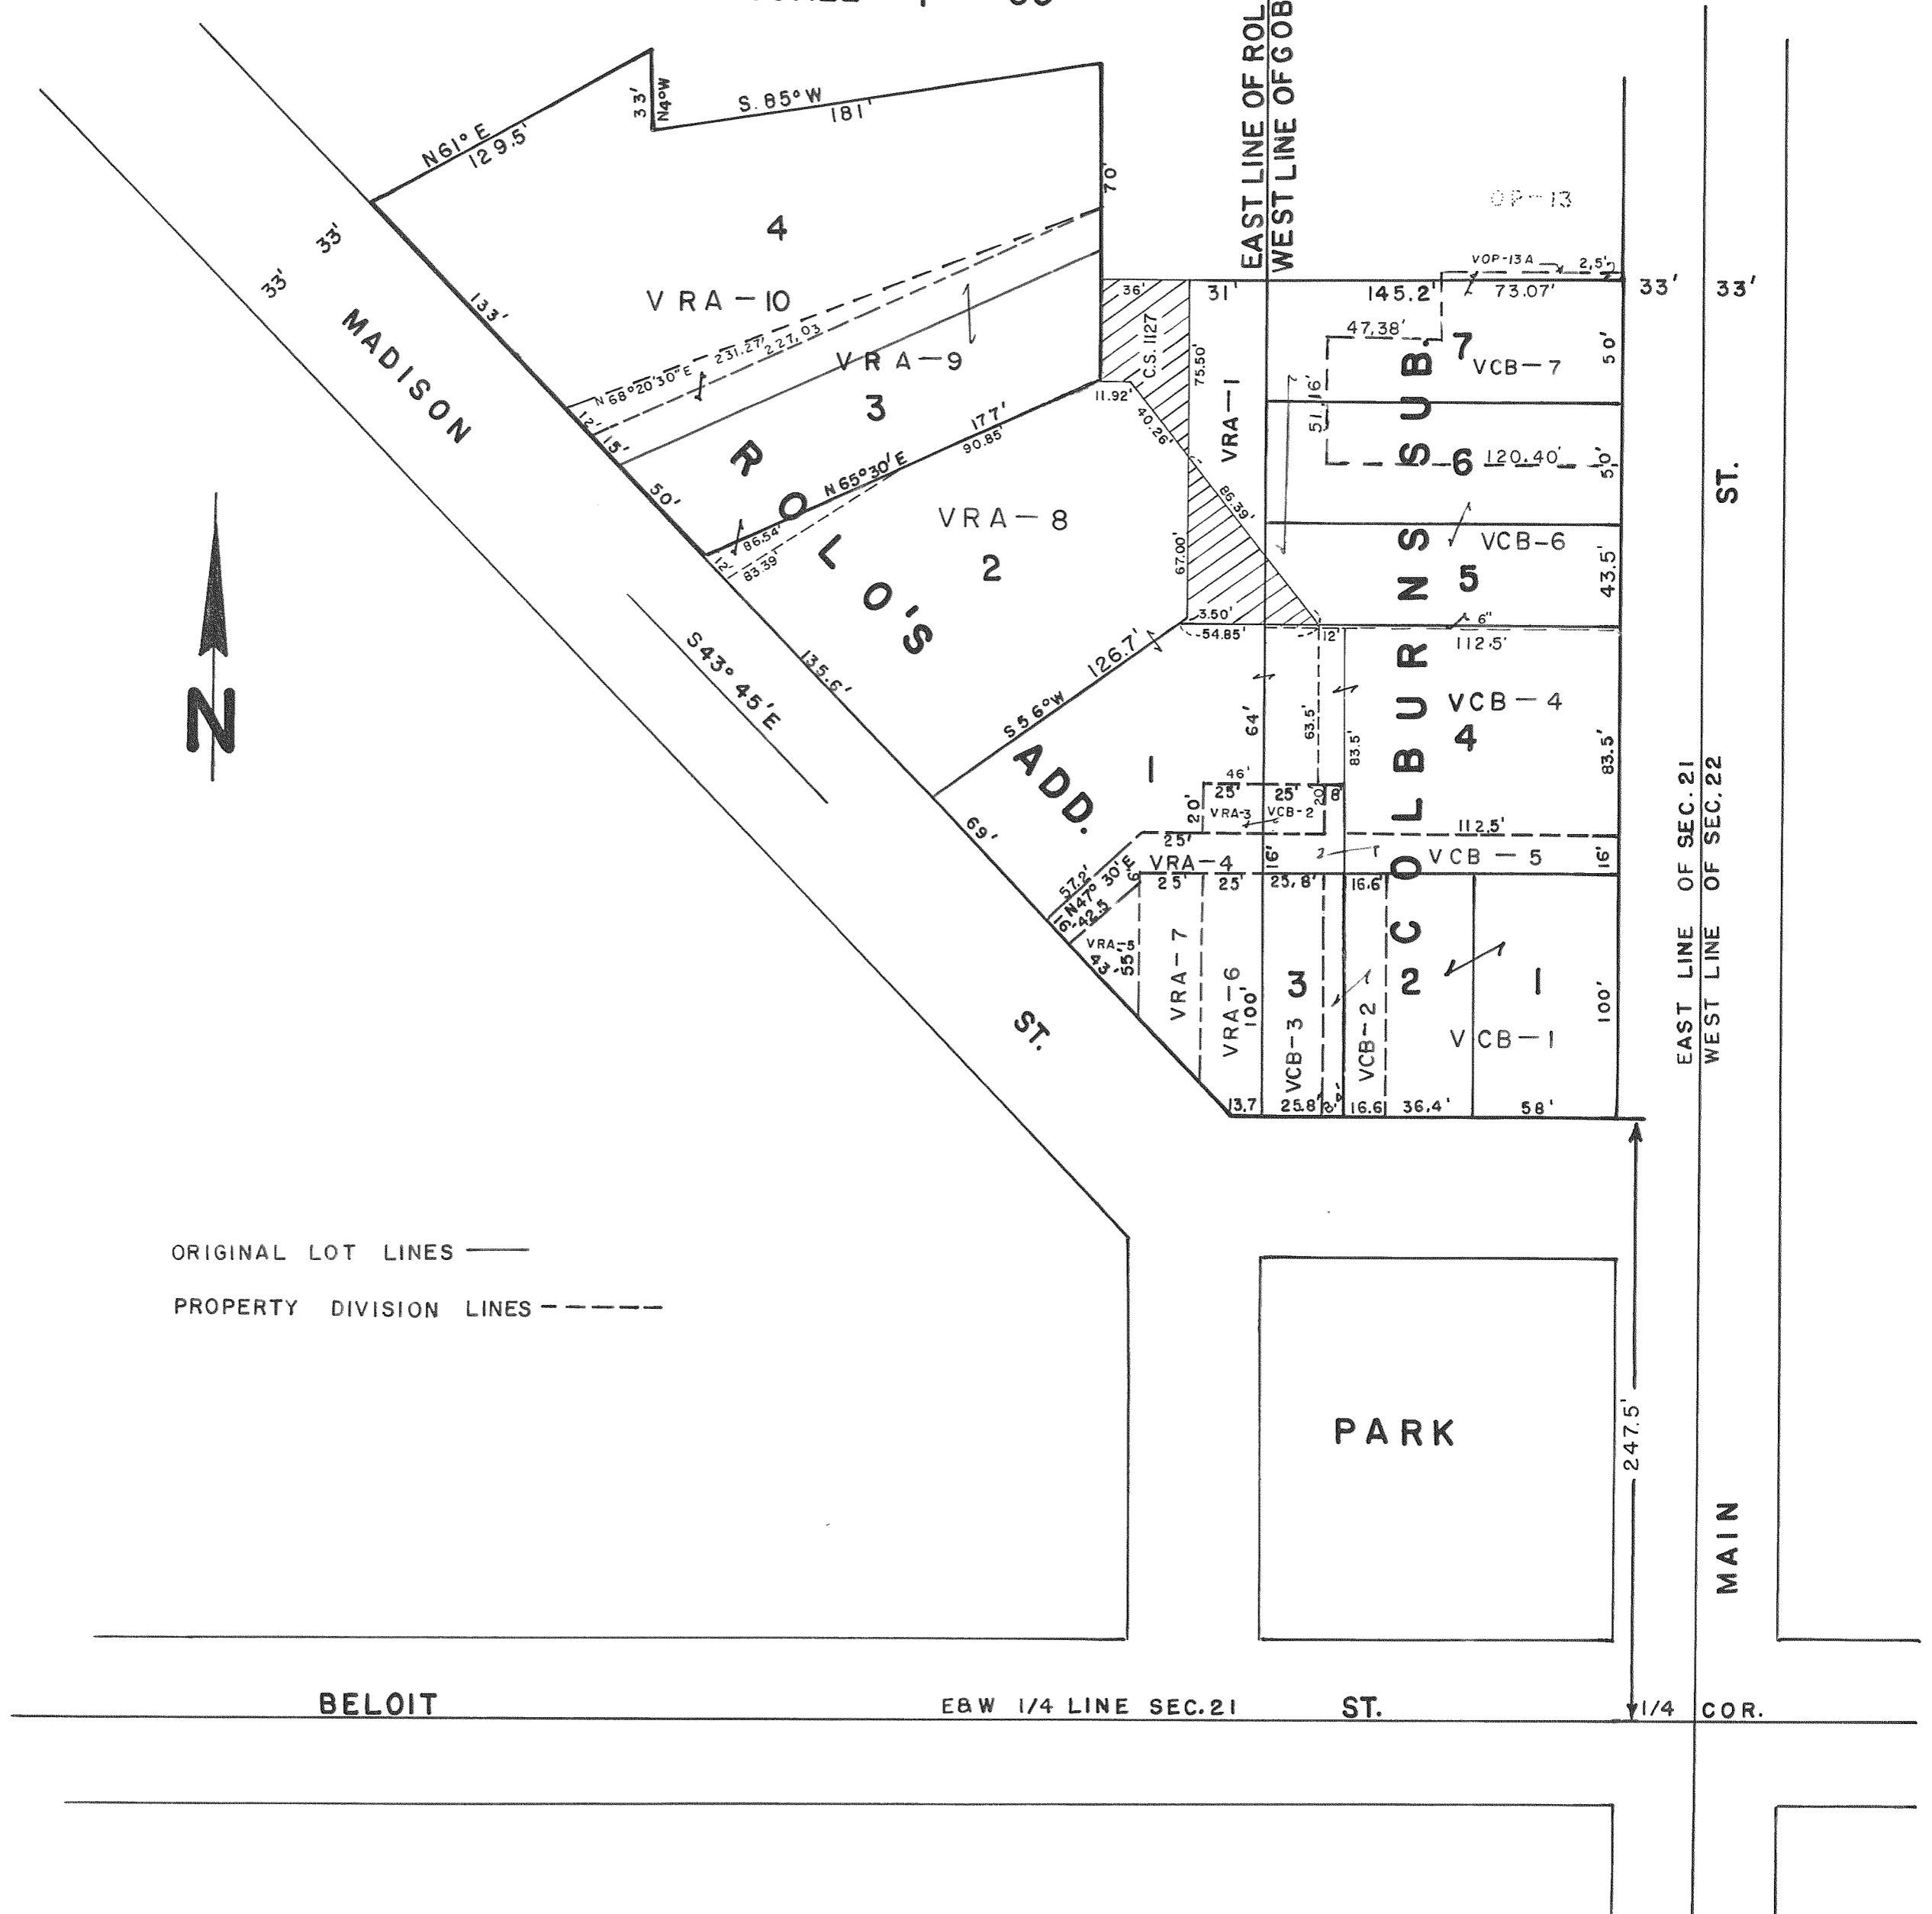 EAST LINE OF ROL
WEST LINE OF GOB
N61° E
129.5'
33'
N4°W
S. 85° W
181'
70'
OP-13
4
VRA-10
33'
33'
MADISON
133'
N 68°20'30" E
231.27'
227.03
12'
15'
VRA-9
3
50'
177'
90.85'
N 65°30' E
86.54'
12'
83.39'
36'
31'
C.S. 1127
75.50'
11.92'
40.26'
86.39'
67.00'
VRA-1
VOP-13A
2.5'
145.2'
73.07'
33'
33'
47.38'
7
VCB-7
50'
16'
51.
6
120.40'
50'
ST.
VCB-6
5
43.5'
ROLLO'S
ADD.
VRA-8
2
S43° 45'E
135.6'
3.50'
54.85'
12'
6"
112.5'
126.7'
S56°W
COLBURNS SUB.
VCB-4
4
64'
63.5'
83.5'
83.5'
1
46'
25'
25'
20'
8'
20'
VRA-3
VCB-2
112.5'
25'
69'
VRA-4
16'
VCB-5
16'
57.2'
N47° 30'E
42.5
16'
6'
25'
25'
25.8'
16.6'
VRA-5
43'
55'
VRA-7
VRA-6
100'
3
VCB-3
VCB-2
2
1
VCB-1
100'
13.7
25.8'
16.6
36.4'
58'
ST.
EAST LINE OF SEC. 21
WEST LINE OF SEC. 22
N
ORIGINAL LOT LINES
PROPERTY DIVISION LINES
PARK
247.5'
MAIN
BELOIT
E&W 1/4 LINE SEC. 21
ST.
1/4 COR.